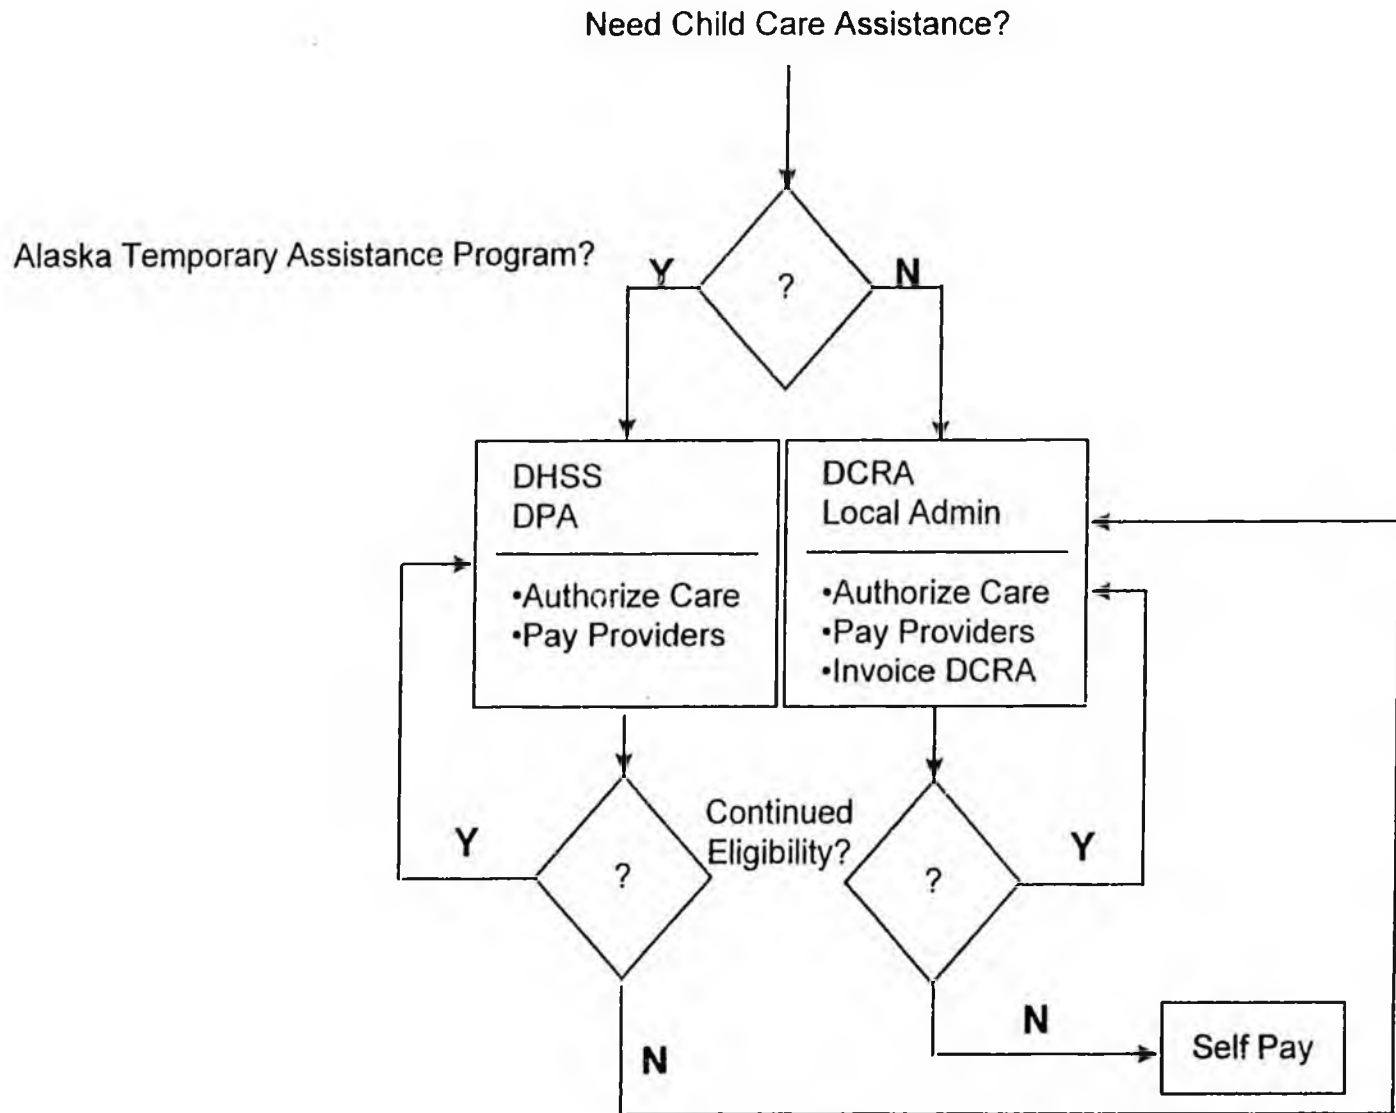 Need Child Care Assistance?
Alaska Temporary Assistance Program?
Y
?
N
DHSS
DPA
•Authorize Care
•Pay Providers
DCRA
Local Admin
•Authorize Care
•Pay Providers
•Invoice DCRA
Continued
Eligibility?
Y
?
?
Y
N
N
Self Pay